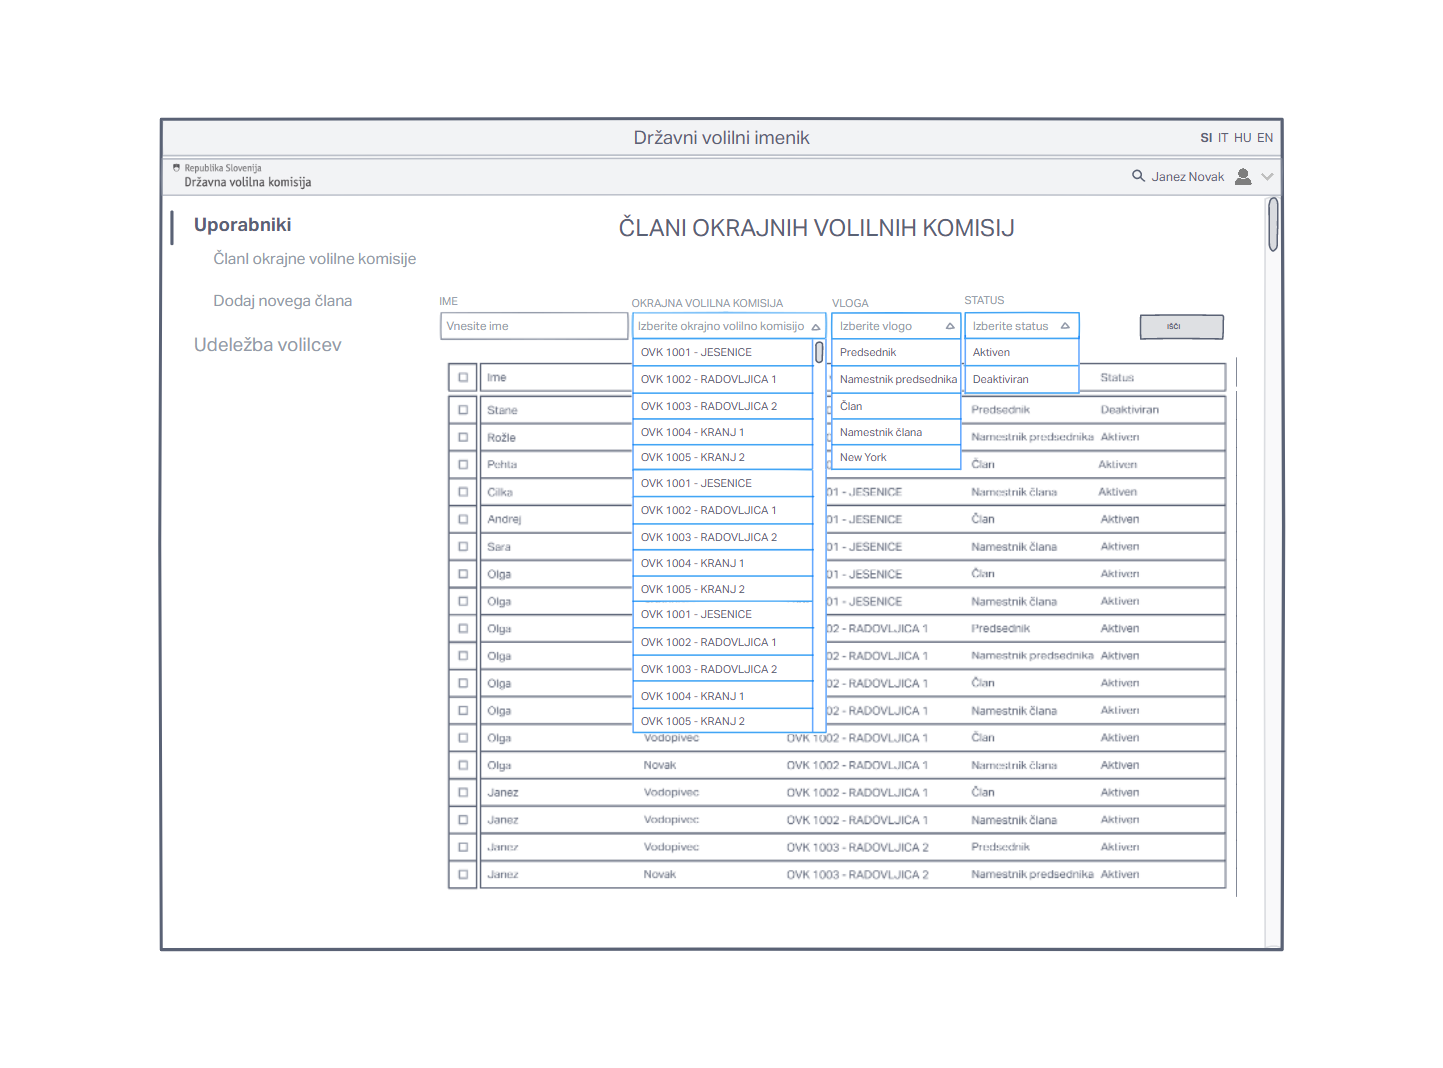 Državni volilni imenik
SI IT HU EN
Republika Slovenija
Državna volilna komisija
Janez Novak
Uporabniki
ČlanI okrajne volilne komisije
Dodaj novega člana
Udeležba volilcev
ČLANI OKRAJNIH VOLILNIH KOMISIJ
IME OKRAJNA VOLILNA KOMISIJA VLOGA STATUS
Vnesite ime Izberite okrajno volilno komisijo Izberite vlogo Izberite status IŠČI
OVK 1001 - JESENICE Predsednik Aktiven
Ime OVK 1002 - RADOVLJICA 1 Namestnik predsednika Deaktiviran Status
Stane OVK 1003 - RADOVLJICA 2 Član Predsednik Deaktiviran
Rožle OVK 1004 - KRANJ 1 Namestnik člana Namestnik predsednika Aktiven
Pehta OVK 1005 - KRANJ 2 New York Član Aktiven
Cilka OVK 1001 - JESENICE 01 - JESENICE Namestnik člana Aktiven
Andrej OVK 1002 - RADOVLJICA 1 01 - JESENICE Član Aktiven
Sara OVK 1003 - RADOVLJICA 2 01 - JESENICE Namestnik člana Aktiven
Olga OVK 1004 - KRANJ 1 01 - JESENICE Član Aktiven
Olga OVK 1005 - KRANJ 2 01 - JESENICE Namestnik člana Aktiven
Olga OVK 1001 - JESENICE 02 - RADOVLJICA 1 Predsednik Aktiven
Olga OVK 1002 - RADOVLJICA 1 02 - RADOVLJICA 1 Namestnik predsednika Aktiven
Olga OVK 1003 - RADOVLJICA 2 02 - RADOVLJICA 1 Član Aktiven
Olga OVK 1004 - KRANJ 1 02 - RADOVLJICA 1 Namestnik člana Aktiven
OVK 1005 - KRANJ 2
Olga Vodopivec OVK 1002 - RADOVLJICA 1 Član Aktiven
Olga Novak OVK 1002 - RADOVLJICA 1 Namestnik člana Aktiven
Janez Vodopivec OVK 1002 - RADOVLJICA 1 Član Aktiven
Janez Vodopivec OVK 1002 - RADOVLJICA 1 Namestnik člana Aktiven
Janez Vodopivec OVK 1003 - RADOVLJICA 2 Predsednik Aktiven
Janez Novak OVK 1003 - RADOVLJICA 2 Namestnik predsednika Aktiven